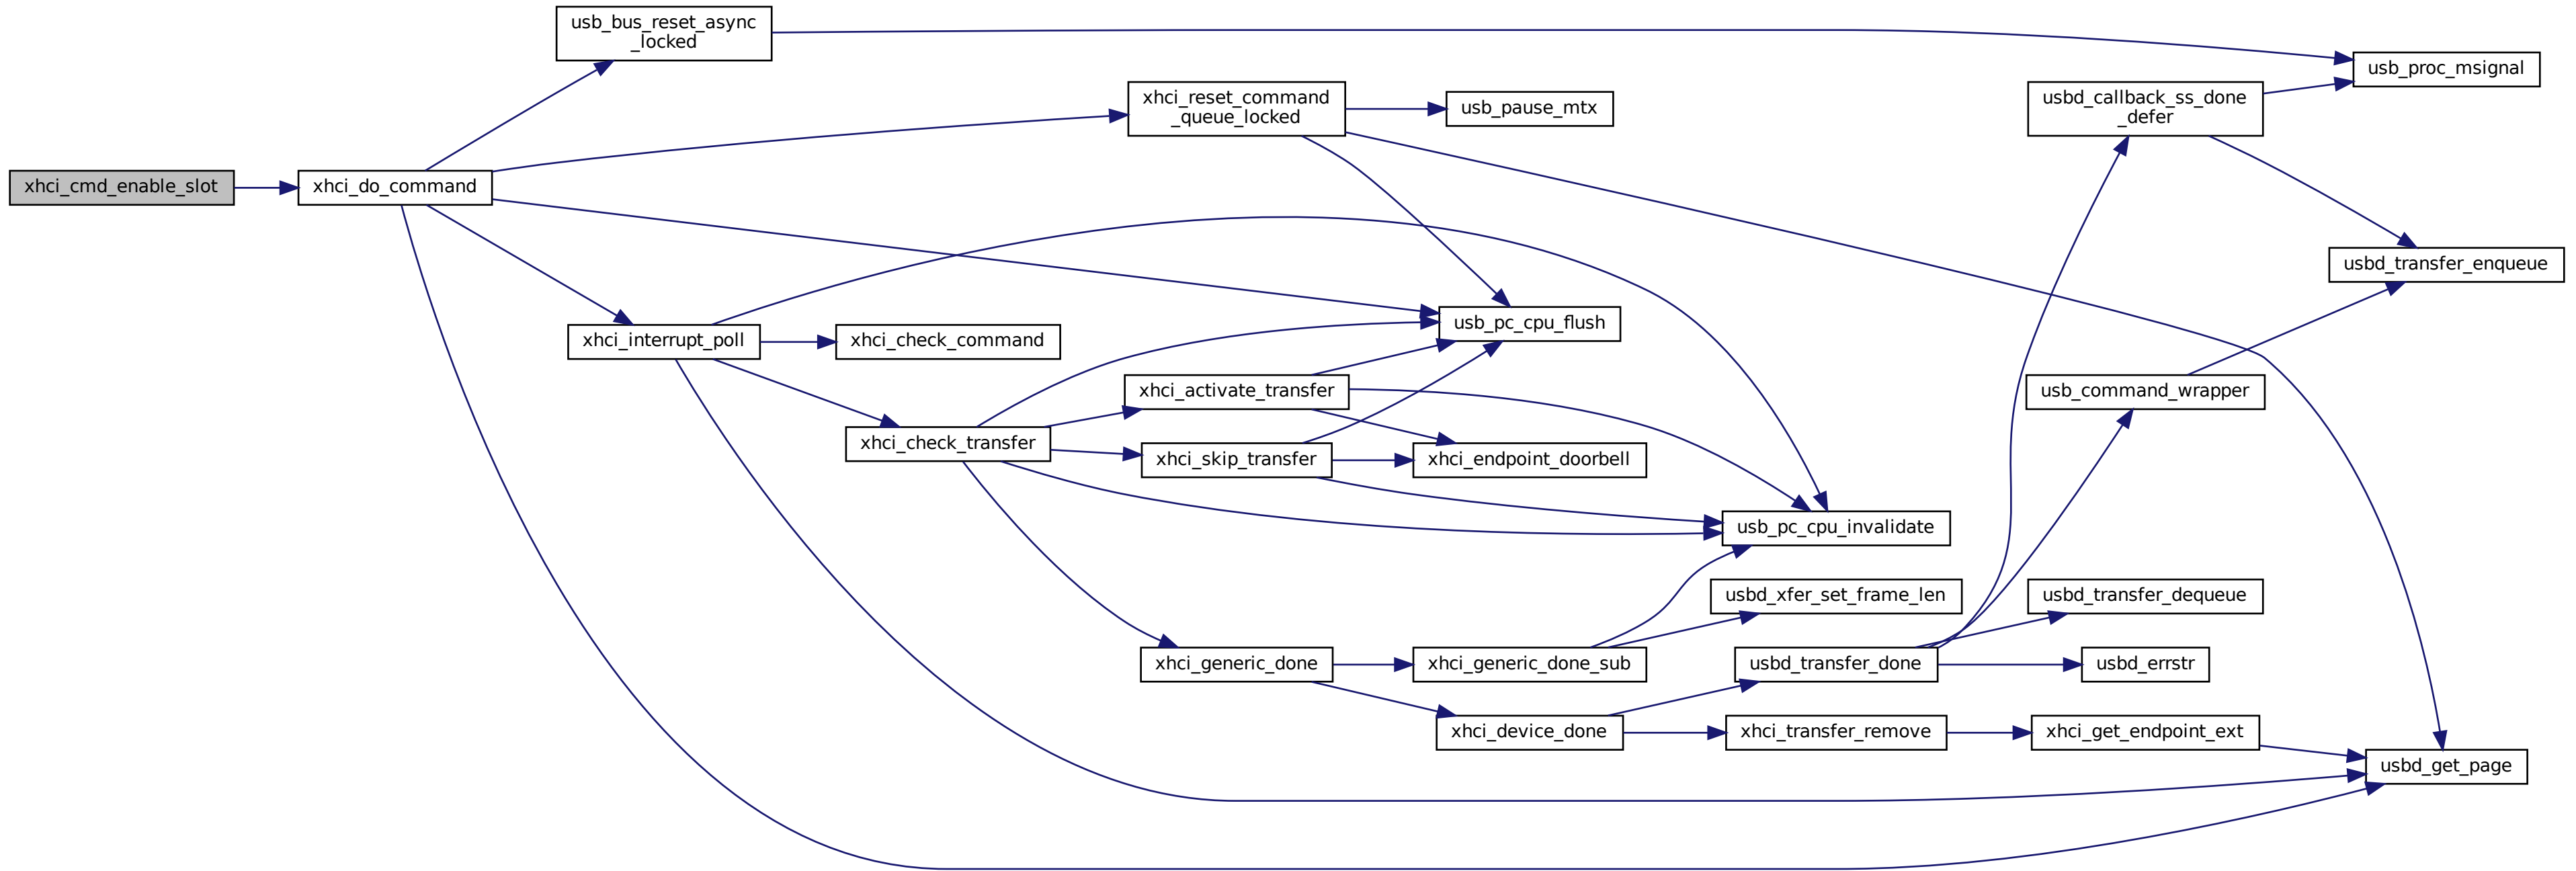 usb_bus_reset_async
_locked
usb_proc_msignal
xhci_reset_command
_queue_locked
usb_pause_mtx
usbd_callback_ss_done
_defer
xhci_cmd_enable_slot
xhci_do_command
usbd_transfer_enqueue
usb_pc_cpu_flush
xhci_interrupt_poll
xhci_check_command
xhci_activate_transfer
usb_command_wrapper
xhci_check_transfer
xhci_skip_transfer
xhci_endpoint_doorbell
usb_pc_cpu_invalidate
usbd_xfer_set_frame_len
usbd_transfer_dequeue
xhci_generic_done
xhci_generic_done_sub
usbd_transfer_done
usbd_errstr
xhci_device_done
xhci_transfer_remove
xhci_get_endpoint_ext
usbd_get_page